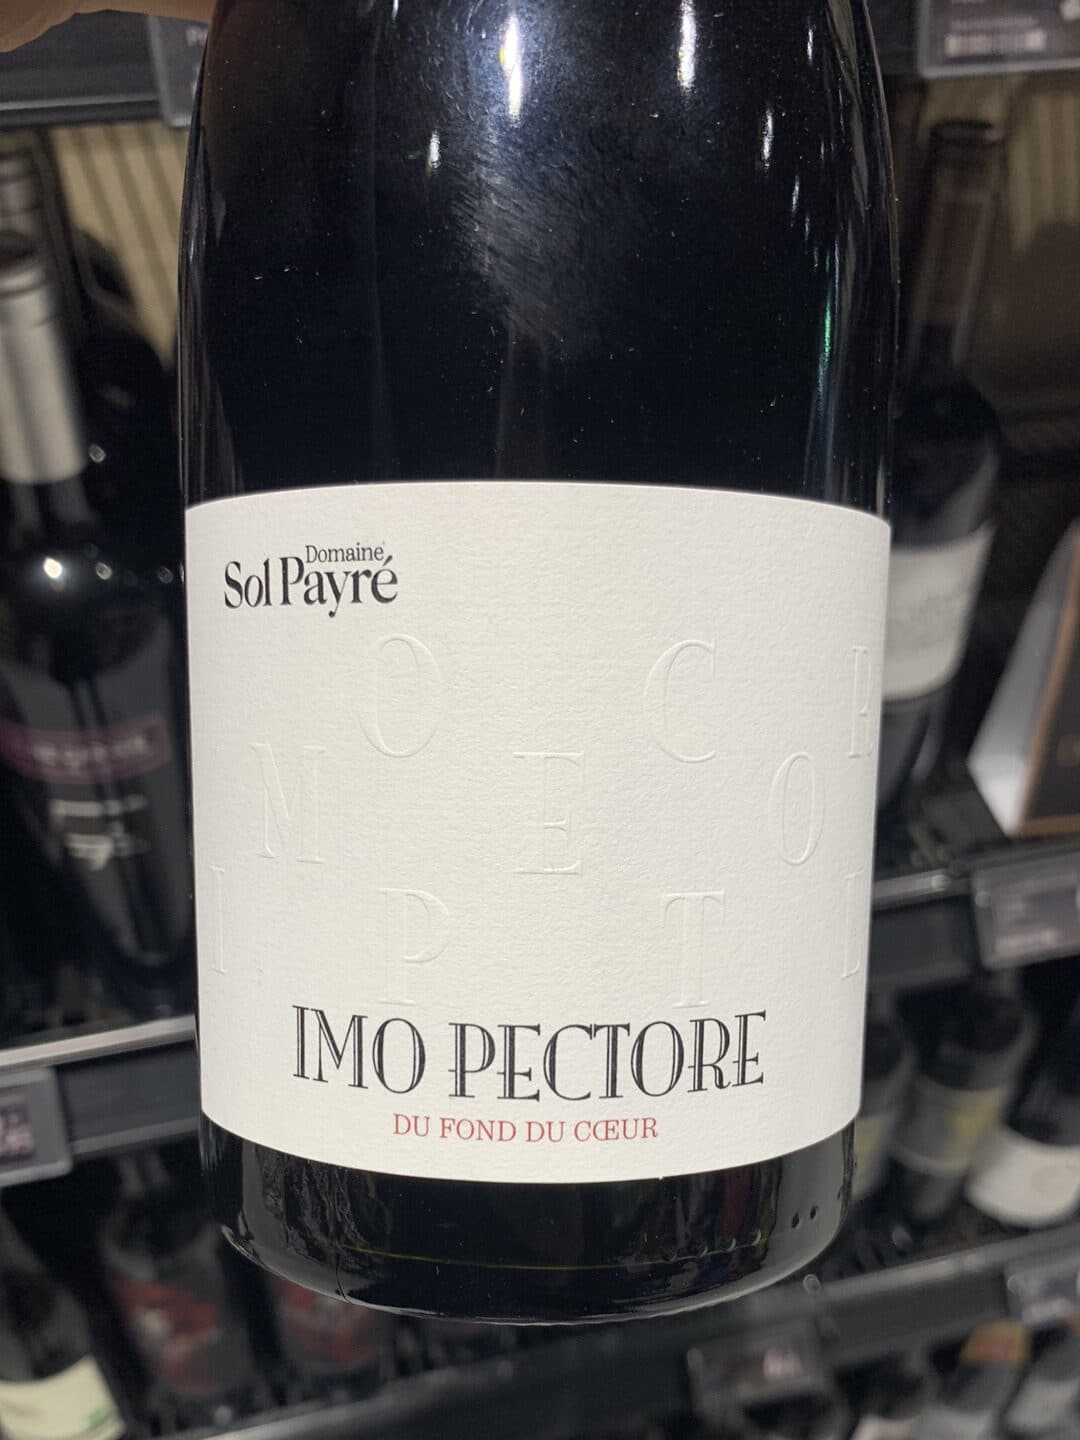 Domaine
Sol Payré
O C R
M E O
I P T I
IMO PECTORE
DU FOND DU CŒUR